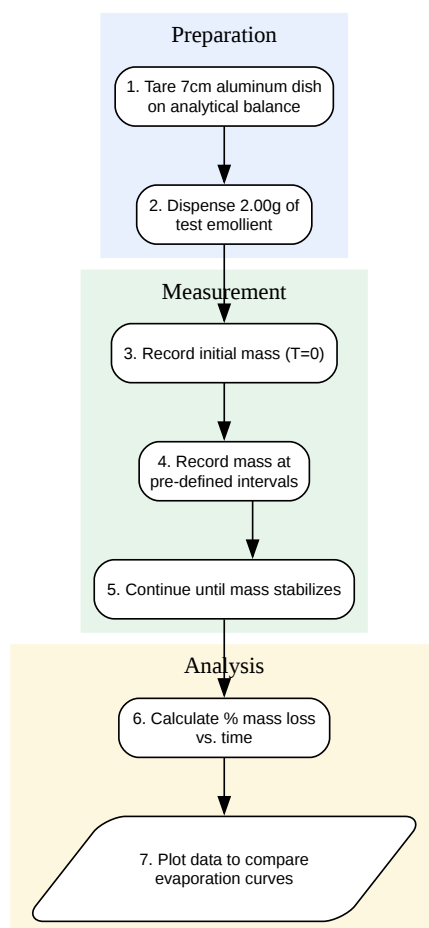 Preparation
1. Tare 7cm aluminum dish
on analytical balance
2. Dispense 2.00g of
test emollient
Measurement
3. Record initial mass (T=0)
4. Record mass at
pre-defined intervals
5. Continue until mass stabilizes
Analysis
6. Calculate % mass loss
vs. time
7. Plot data to compare
evaporation curves